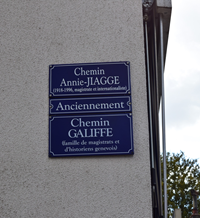 Chemin
Annie-JIAGGE
(1918-1996, magistrate et internationaliste)
Anciennement
Chemin
GALIFFE
(famille de magistrats et
d'historiens genevois)